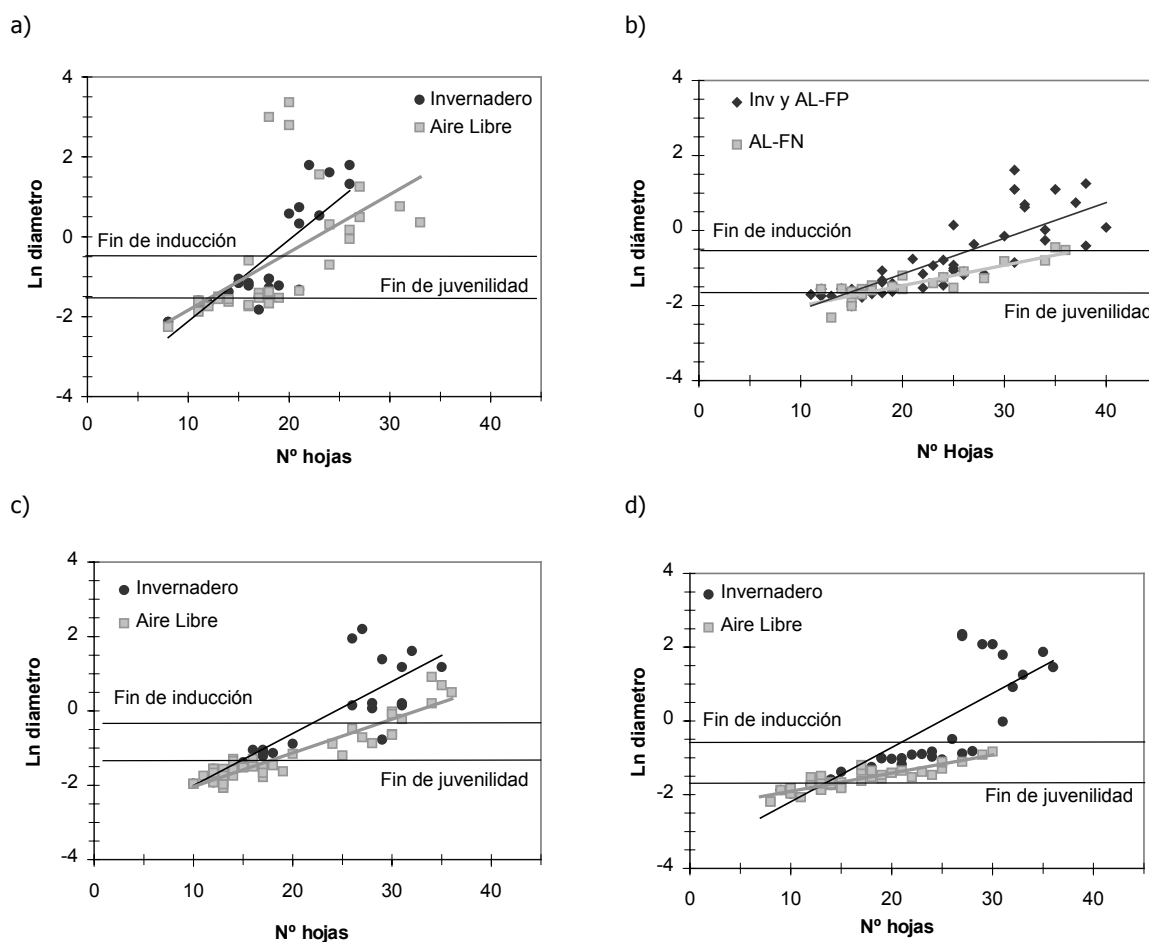 a)
4
2
0
-2
-4
Ln diametro
Invernadero
Aire Libre
Fin de inducción
Fin de juvenilidad
0 10 20 30 40
Nº hojas
b)
4
2
0
-2
-4
Ln diámetro
Inv y AL-FP
AL-FN
Fin de inducción
Fin de juvenilidad
0 10 20 30 40
Nº Hojas
c)
4
2
0
-2
-4
Ln diametro
Invernadero
Aire Libre
Fin de inducción
Fin de juvenilidad
0 10 20 30 40
Nº hojas
d)
4
2
0
-2
-4
Ln diametro
Invernadero
Aire Libre
Fin de inducción
Fin de juvenilidad
0 10 20 30 40
Nº hojas